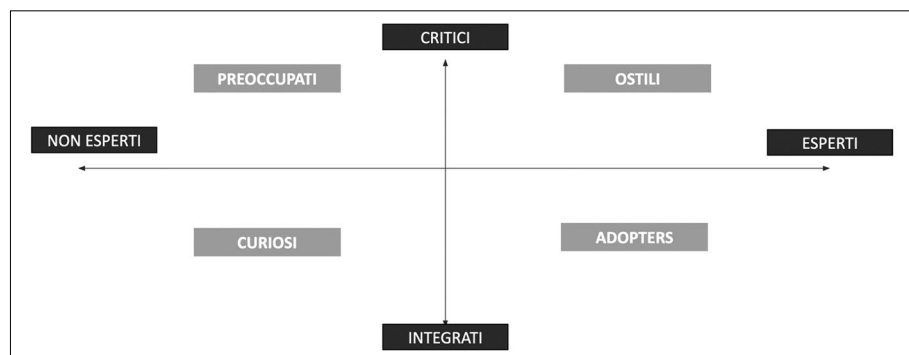 CRITICI
PREOCCUPATI
OSTILI
NON ESPERTI
ESPERTI
CURIOSI
ADOPTERS
INTEGRATI